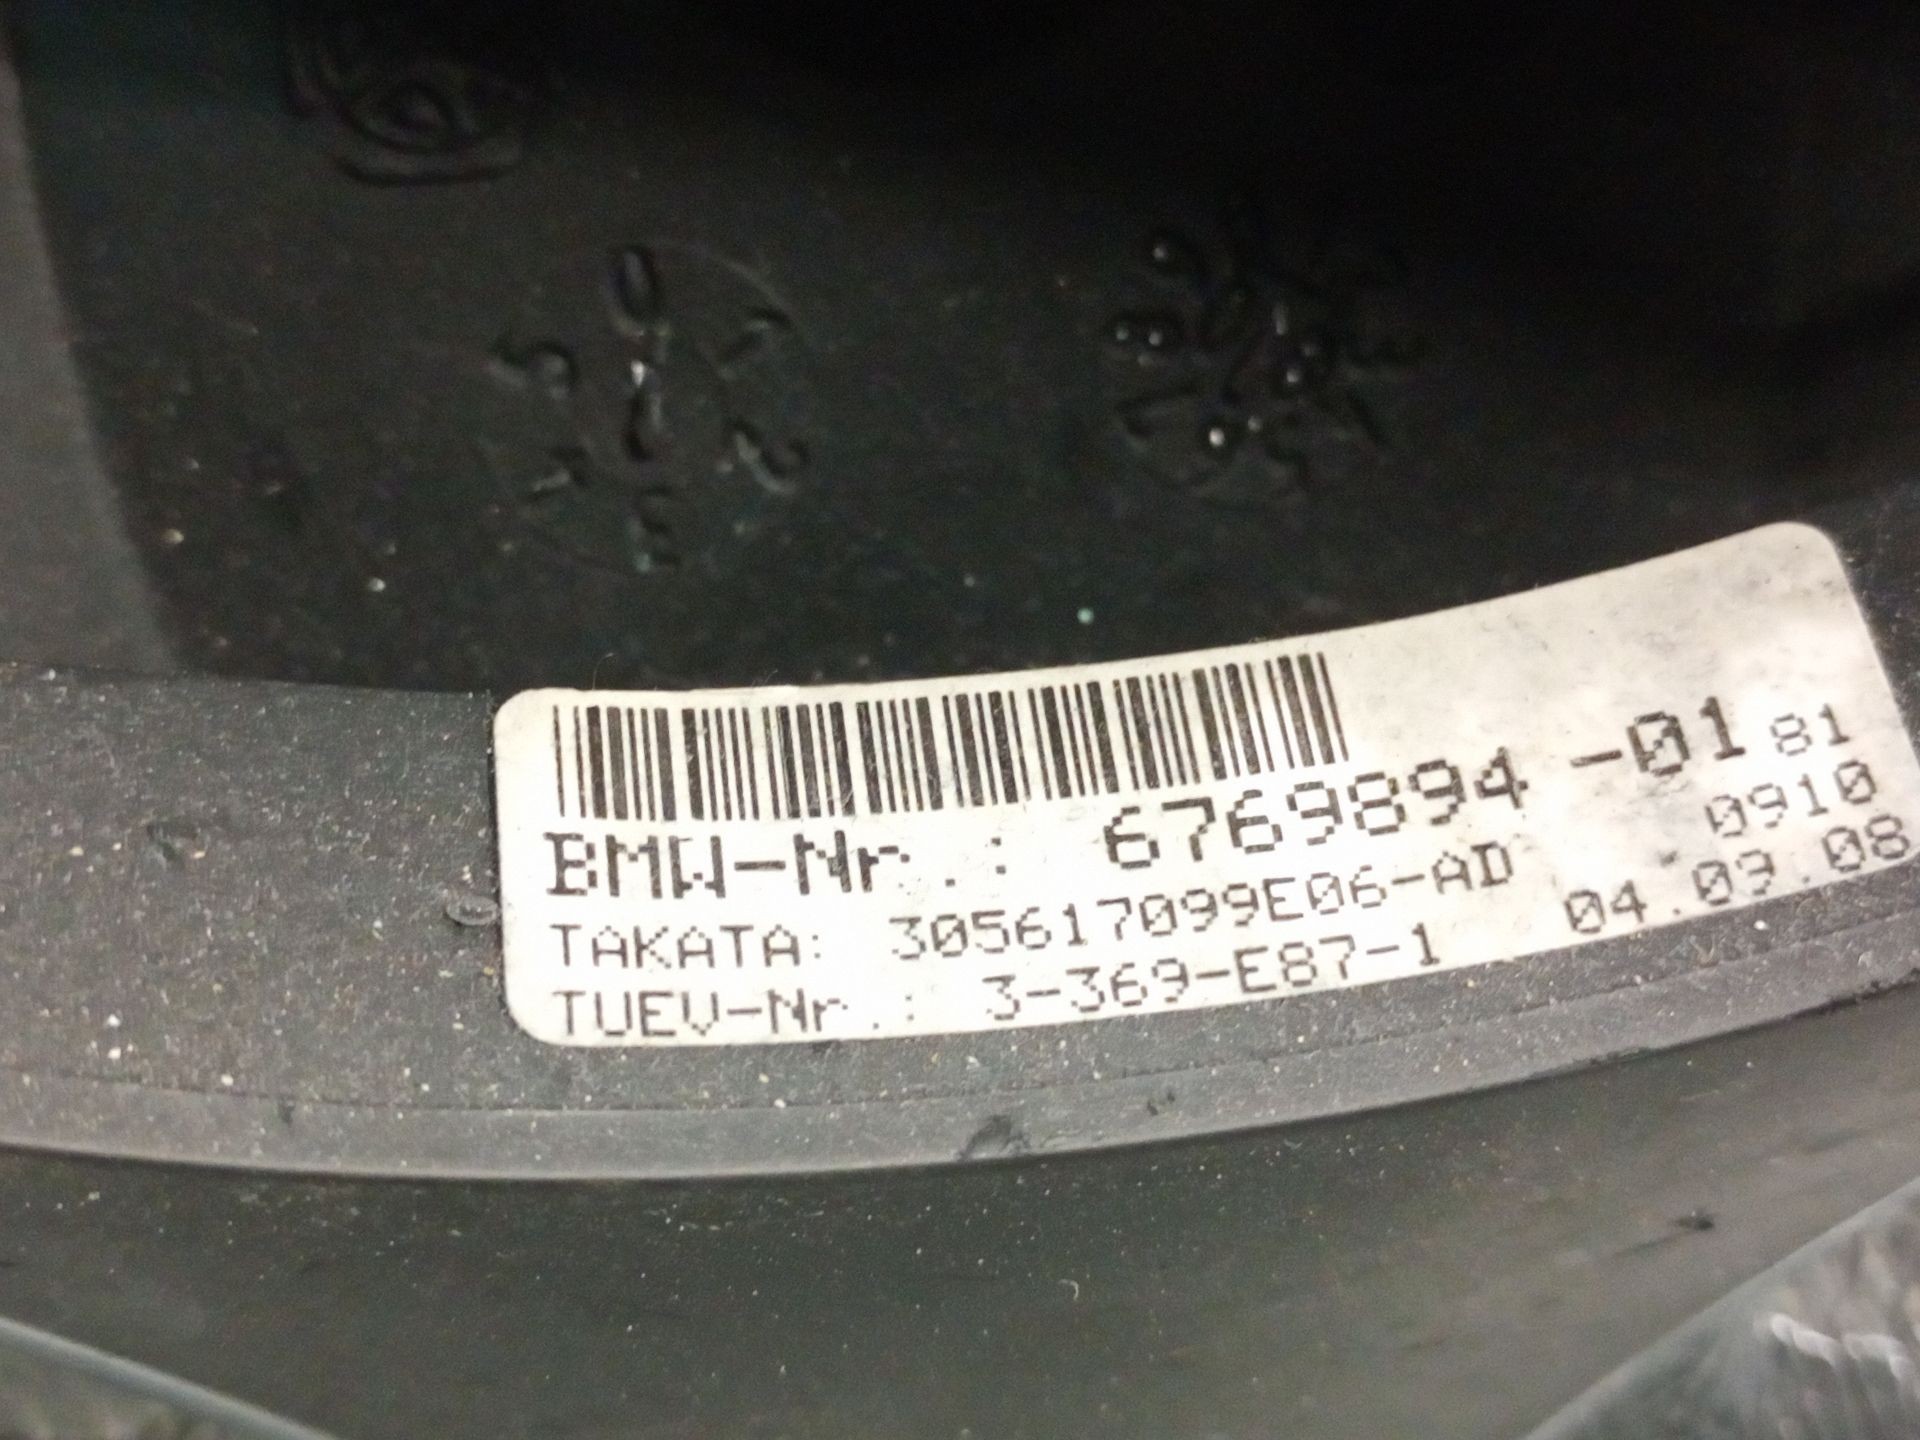 BMW-Nr.: 6769894-01 81
TAKATA: 305617099E06-AD 0910
TUEV-Nr.: 3-369-E87-1 04.03.08